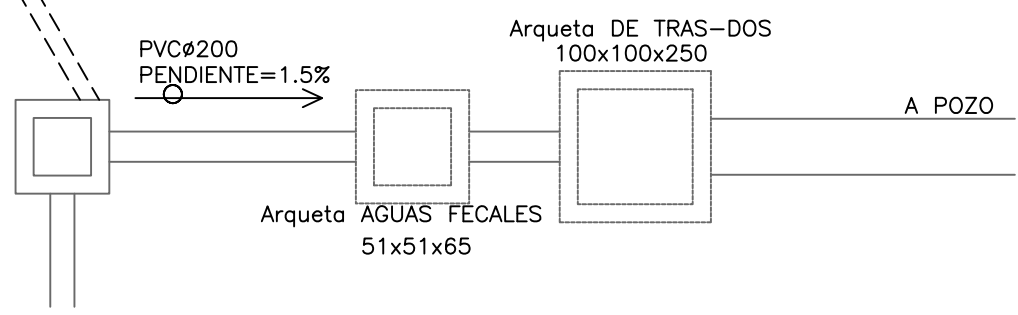 Arqueta DE TRAS-DOS
100x100x250
PVCø200
PENDIENTE=1.5%
A POZO
Arqueta AGUAS FECALES
51x51x65